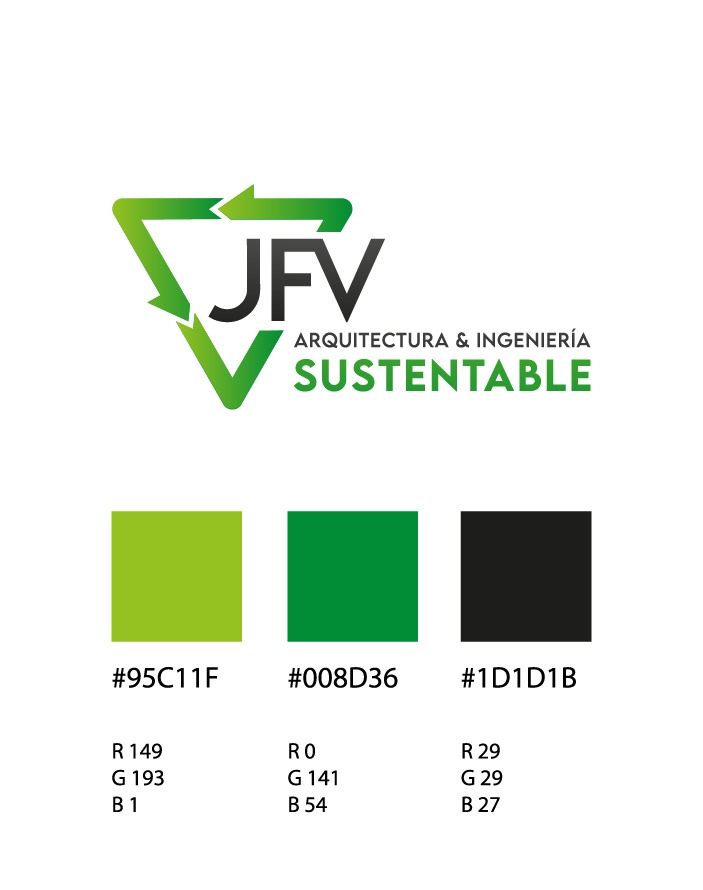 JFV
ARQUITECTURA & INGENIERÍA
SUSTENTABLE
#95C11F
#008D36
#1D1D1B
R 149
G 193
B 1
R 0
G 141
B 54
R 29
G 29
B 27